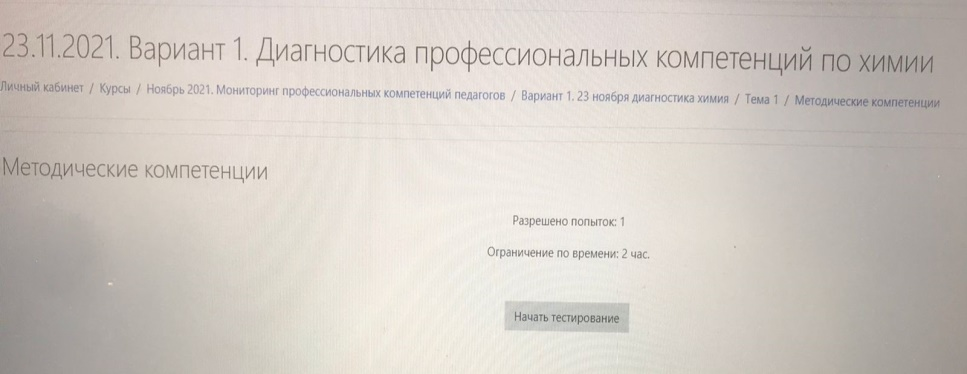 23.11.2021. Вариант 1. Диагностика профессиональных компетенций по химии
Личный кабинет / Курсы / Ноябрь 2021. Мониторинг профессиональных компетенций педагогов / Вариант 1. 23 ноября диагностика химия / Тема 1 / Методические компетенции
Методические компетенции
Разрешено попыток: 1
Ограничение по времени: 2 час.
Начать тестирование